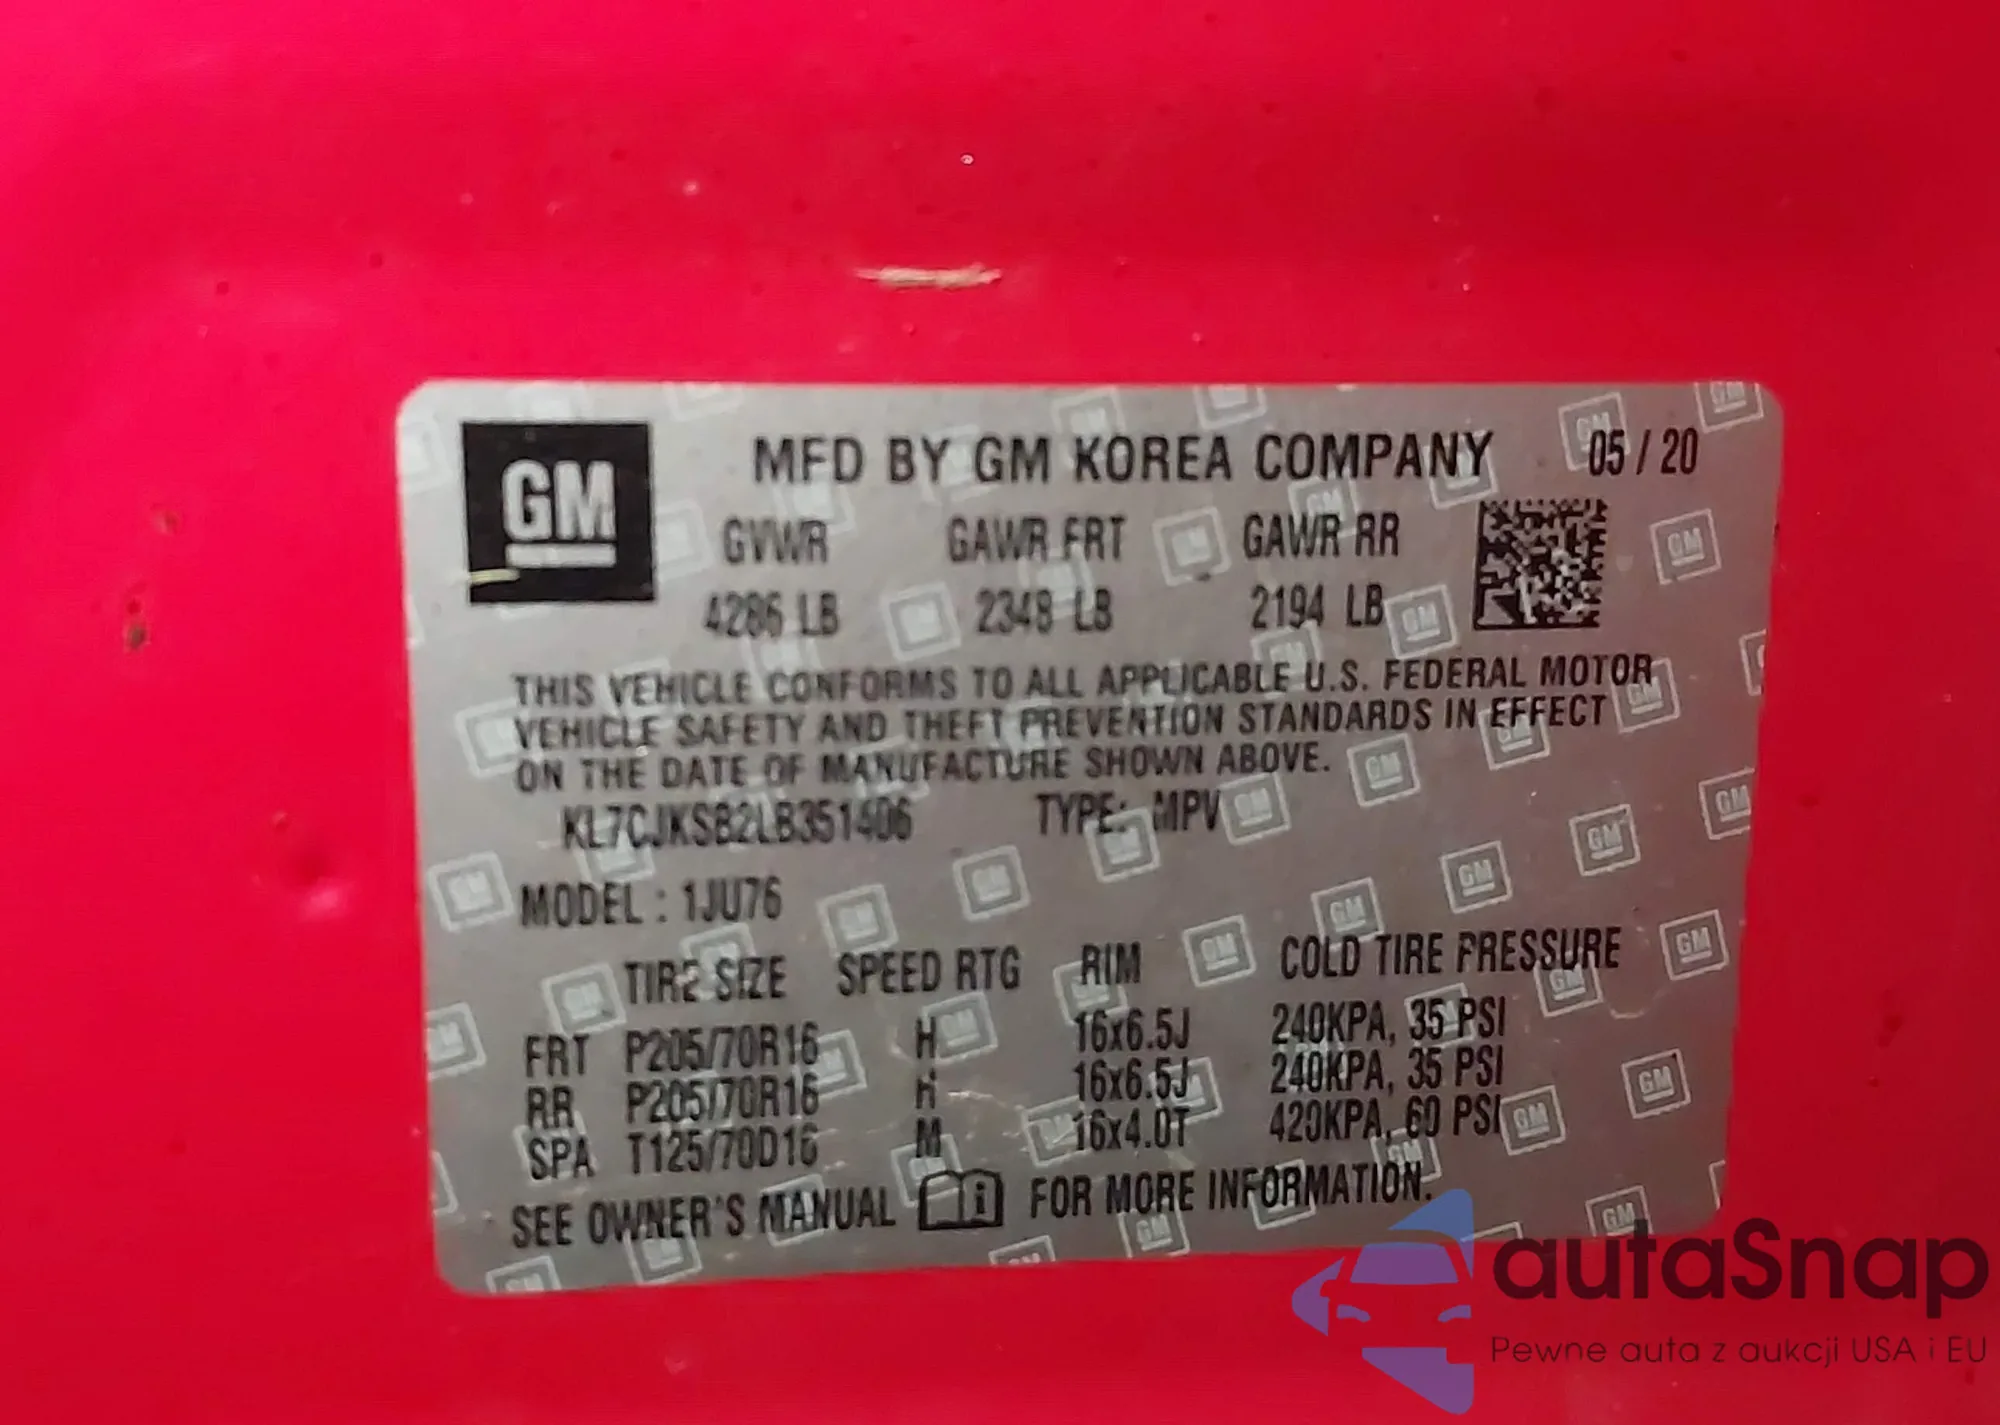 GM
MFD BY GM KOREA COMPANY 05 / 20
GVWR GAWR FRT GAWR RR
4286 LB 2348 LB 2194 LB
THIS VEHICLE CONFORMS TO ALL APPLICABLE U.S. FEDERAL MOTOR
VEHICLE SAFETY AND THEFT PREVENTION STANDARDS IN EFFECT
ON THE DATE OF MANUFACTURE SHOWN ABOVE.
KL7CJKSB2LB351406 TYPE: MPV
MODEL : 1JU76
TIRE SIZE SPEED RTG RIM COLD TIRE PRESSURE
FRT P205/70R16 H 16x6.5J 240KPA, 35 PSI
RR P205/70R16 H 16x6.5J 240KPA, 35 PSI
SPA T125/70D16 M 16x4.0T 420KPA, 60 PSI
SEE OWNER'S MANUAL i FOR MORE INFORMATION.
autaSnap
Pewne auta z aukcji USA i EU